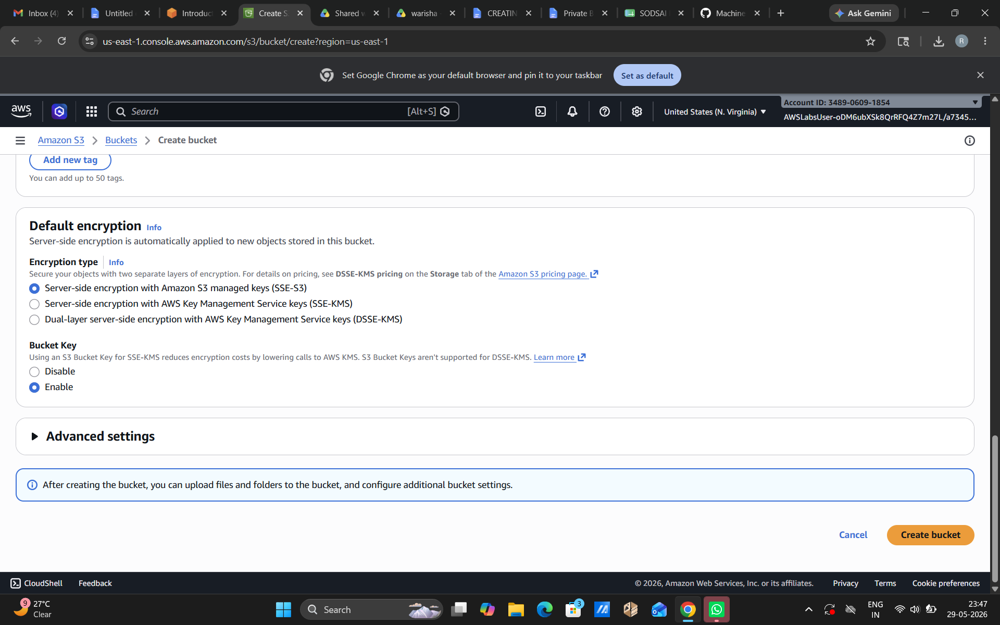 Inbox (4)
Untitled
Introduc
Create S
Shared w
warisha
CREATIN
Private B
SODSAI
Machine
Ask Gemini
us-east-1.console.aws.amazon.com/s3/bucket/create?region=us-east-1
R
Set Google Chrome as your default browser and pin it to your taskbar
Set as default
aws
Search
[Alt+S]
United States (N. Virginia)
Account ID: 3489-0609-1854
AWSLabsUser-oDM6ubXSk8QrRFQ4Z7m27L/a7345...
Amazon S3
Buckets
Create bucket
Add new tag
You can add up to 50 tags.
Default encryption Info
Server-side encryption is automatically applied to new objects stored in this bucket.
Encryption type Info
Secure your objects with two separate layers of encryption. For details on pricing, see DSSE-KMS pricing on the Storage tab of the Amazon S3 pricing page.
Server-side encryption with Amazon S3 managed keys (SSE-S3)
Server-side encryption with AWS Key Management Service keys (SSE-KMS)
Dual-layer server-side encryption with AWS Key Management Service keys (DSSE-KMS)
Bucket Key
Using an S3 Bucket Key for SSE-KMS reduces encryption costs by lowering calls to AWS KMS. S3 Bucket Keys aren't supported for DSSE-KMS. Learn more
Disable
Enable
Advanced settings
After creating the bucket, you can upload files and folders to the bucket, and configure additional bucket settings.
Cancel
Create bucket
CloudShell
Feedback
© 2026, Amazon Web Services, Inc. or its affiliates.
Privacy
Terms
Cookie preferences
9
27°C
Clear
Search
3
ENG
IN
23:47
29-05-2026